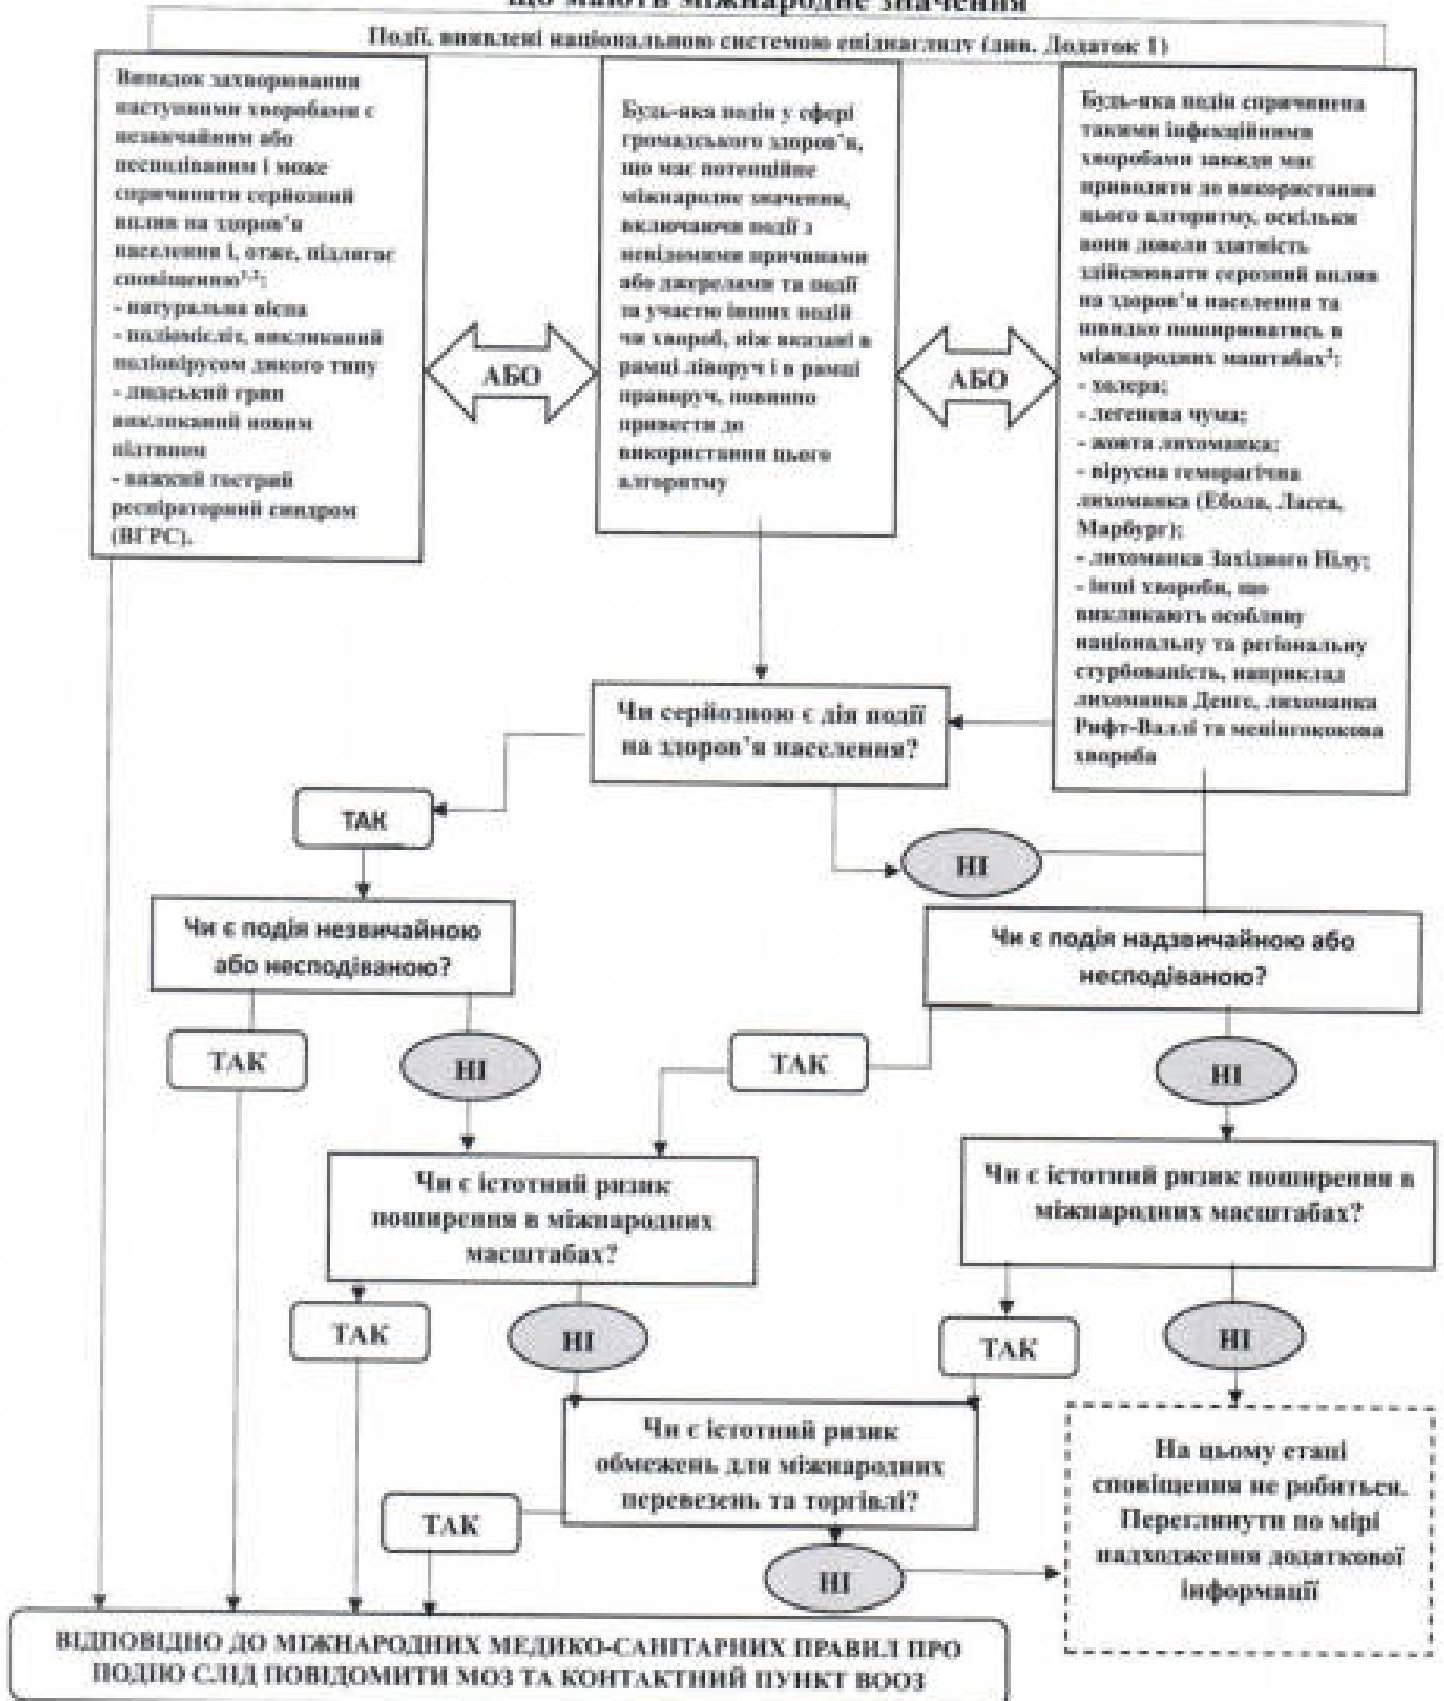 що мають міжнародне значення
Події, виявлені національною системою епіднагляду (див. Додаток 1)
Випадок захворювання
наступними хворобами є
незвичайним або
несподіваним і може
спричинити серйозний
вплив на здоров'я
населення і, отже, підлягає
сповіщенню¹,²:
- натуральна віспа
- поліомієліт, викликаний
поліовірусом дикого типу
- людський грип
викликаний новим
підтипом
- важкий гострий
респіраторний синдром
(ВГРС).
АБО
Будь-яка подія у сфері
громадського здоров'я,
що має потенційне
міжнародне значення,
включаючи події з
невідомими причинами
або джерелами та події
за участю інших подій
чи хвороб, ніж вказані в
рамці ліворуч і в рамці
праворуч, повинно
привести до
використання цього
алгоритму
АБО
Будь-яка подія спричинена
такими інфекційними
хворобами завжди має
приводити до використання
цього алгоритму, оскільки
вони довели здатність
здійснювати серозний вплив
на здоров'я населення та
швидко поширюватись в
міжнародних маштабах²:
- холера;
- легенева чума;
- жовта лихоманка;
- вірусна геморагічна
лихоманка (Ебола, Ласса,
Марбург);
- лихоманка Західного Нілу;
- інші хвороби, що
викликають особливу
національну та регіональну
стурбованість, наприклад
лихоманка Денге, лихоманка
Рифт-Валлі та менінгококова
хвороба
Чи серйозною є дія події
на здоров'я населення?
ТАК
НІ
Чи є подія незвичайною
або несподіваною?
Чи є подія надзвичайною або
несподіваною?
ТАК
НІ
ТАК
НІ
Чи є істотний ризик
поширення в міжнародних
масштабах?
Чи є істотний ризик поширення в
міжнародних масштабах?
ТАК
НІ
ТАК
НІ
Чи є істотний ризик
обмежень для міжнародних
перевезень та торгівлі?
ТАК
НІ
На цьому етапі
сповіщення не робиться.
Переглянути по мірі
надходження додаткової
інформації
ВІДПОВІДНО ДО МІЖНАРОДНИХ МЕДИКО-САНІТАРНИХ ПРАВИЛ ПРО
ПОДІЮ СЛІД ПОВІДОМИТИ МОЗ ТА КОНТАКТНИЙ ПУНКТ ВООЗ